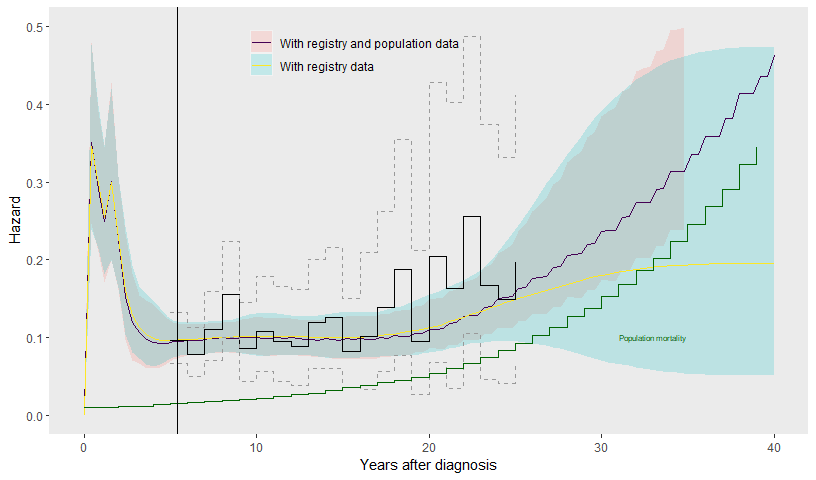 0.5
With registry and population data
With registry data
0.4
0.3
Hazard
0.2
0.1
Population mortality
0.0
0
10
20
30
40
Years after diagnosis